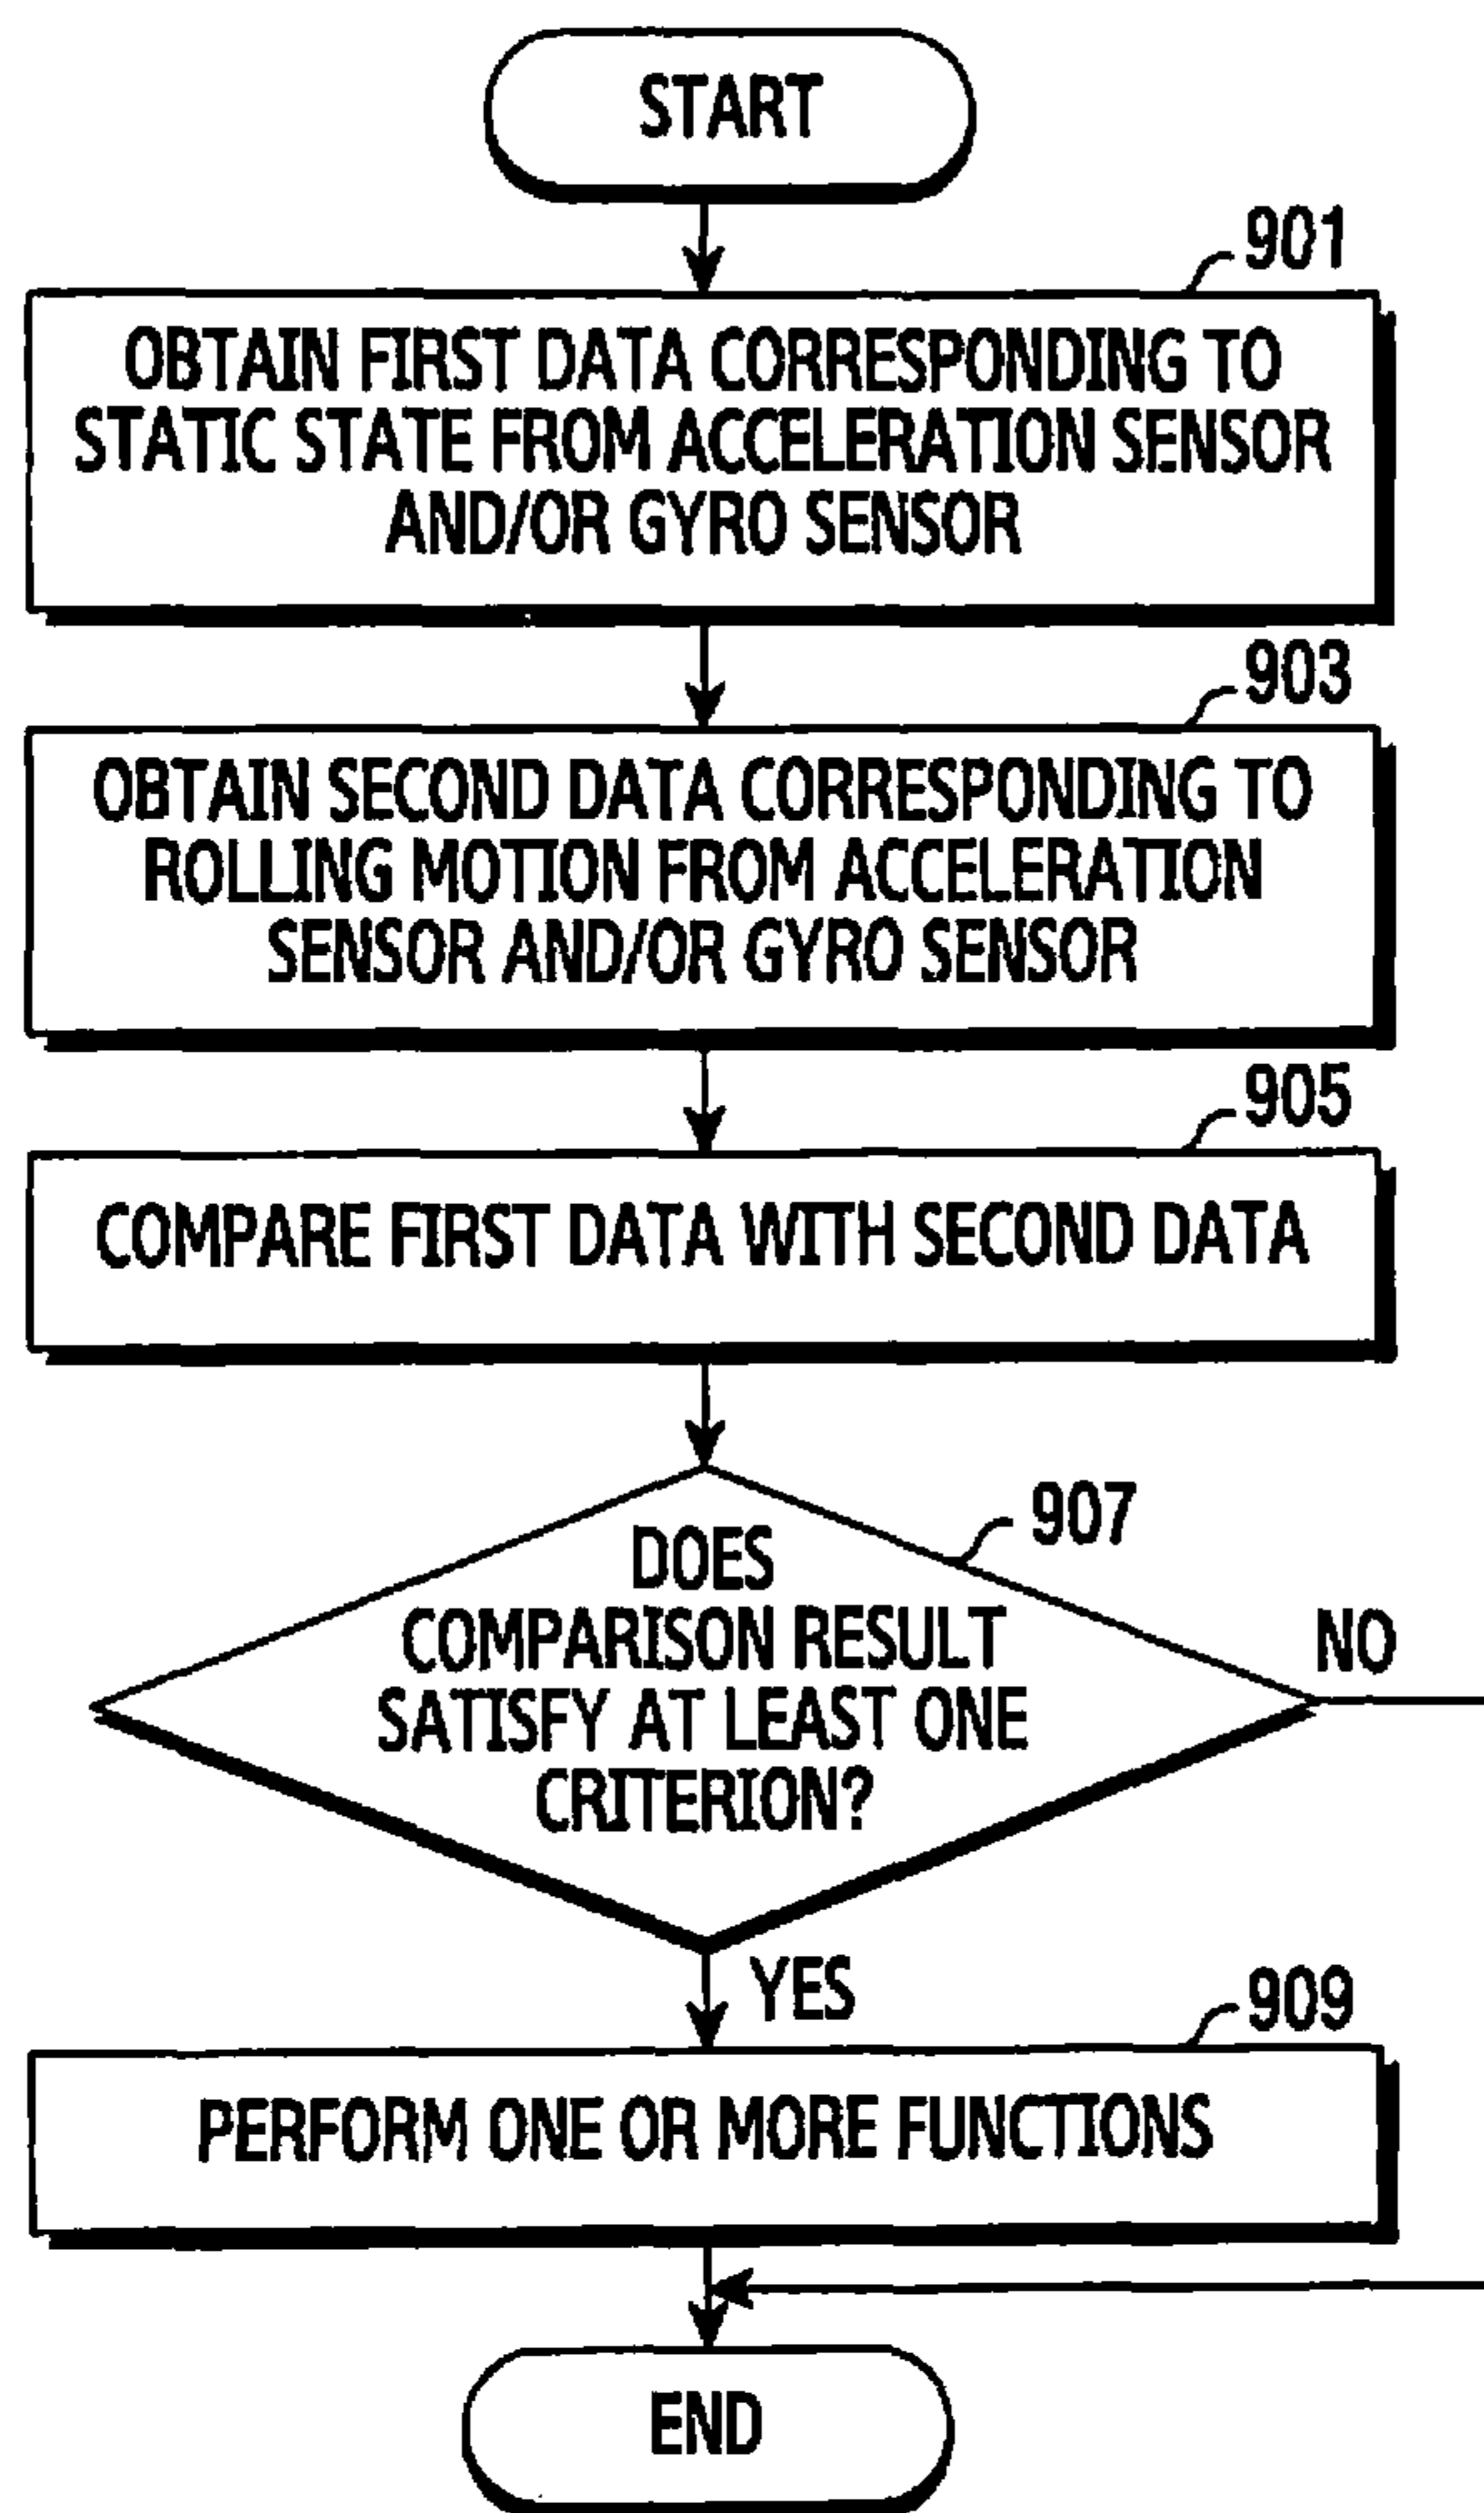 START
901
OBTAIN FIRST DATA CORRESPONDING TO
STATIC STATE FROM ACCELERATION SENSOR
AND/OR GYRO SENSOR
903
OBTAIN SECOND DATA CORRESPONDING TO
ROLLING MOTION FROM ACCELERATION
SENSOR AND/OR GYRO SENSOR
905
COMPARE FIRST DATA WITH SECOND DATA
907
DOES
COMPARISON RESULT
SATISFY AT LEAST ONE
CRITERION?
NO
YES
909
PERFORM ONE OR MORE FUNCTIONS
END